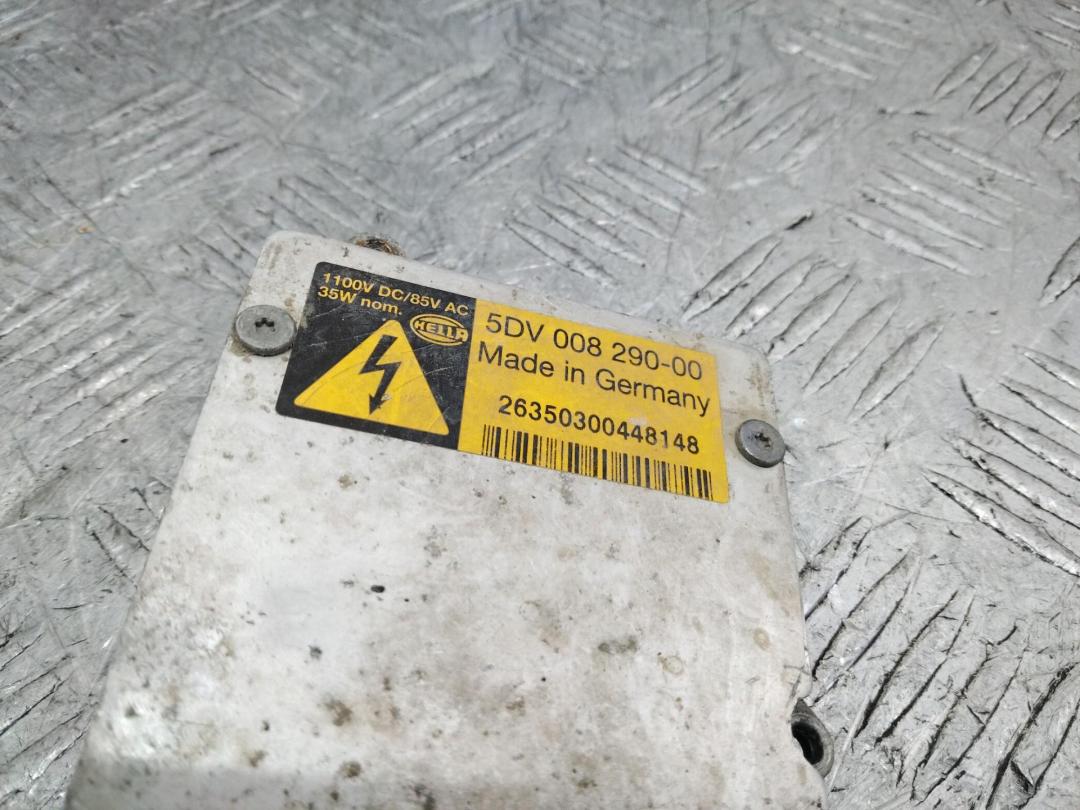 1100V DC/85V AC
35W nom.
HELLA
5DV 008 290-00
Made in Germany
26350300448148